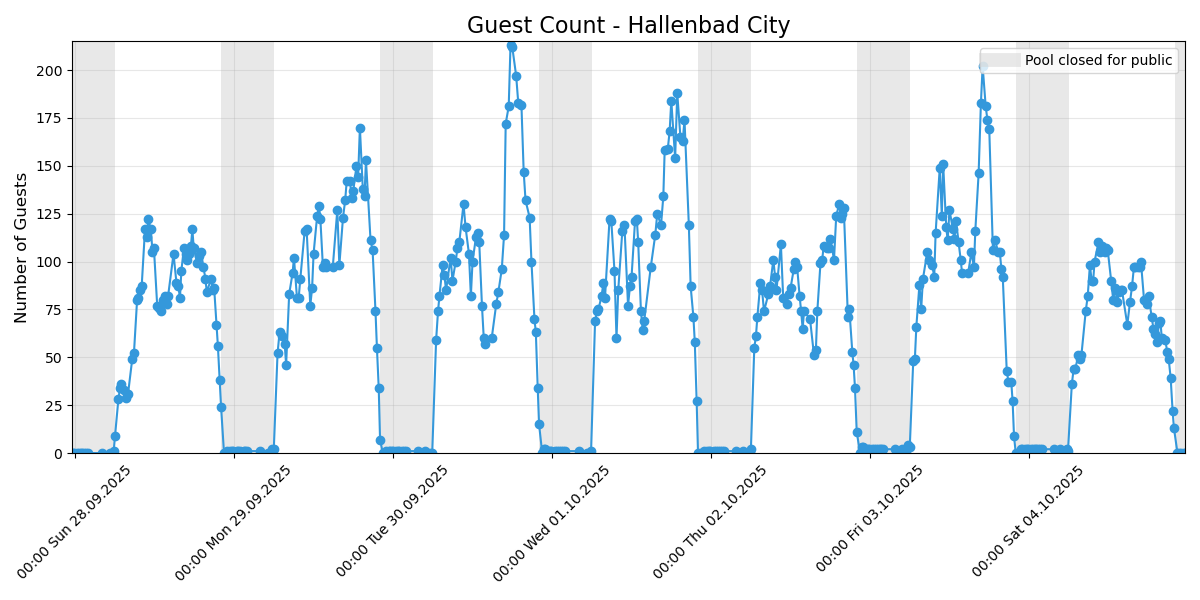 Guest Count - Hallenbad City
Pool closed for public
Number of Guests
200
175
150
125
100
75
50
25
0
00:00 Sun 28.09.2025
00:00 Mon 29.09.2025
00:00 Tue 30.09.2025
00:00 Wed 01.10.2025
00:00 Thu 02.10.2025
00:00 Fri 03.10.2025
00:00 Sat 04.10.2025